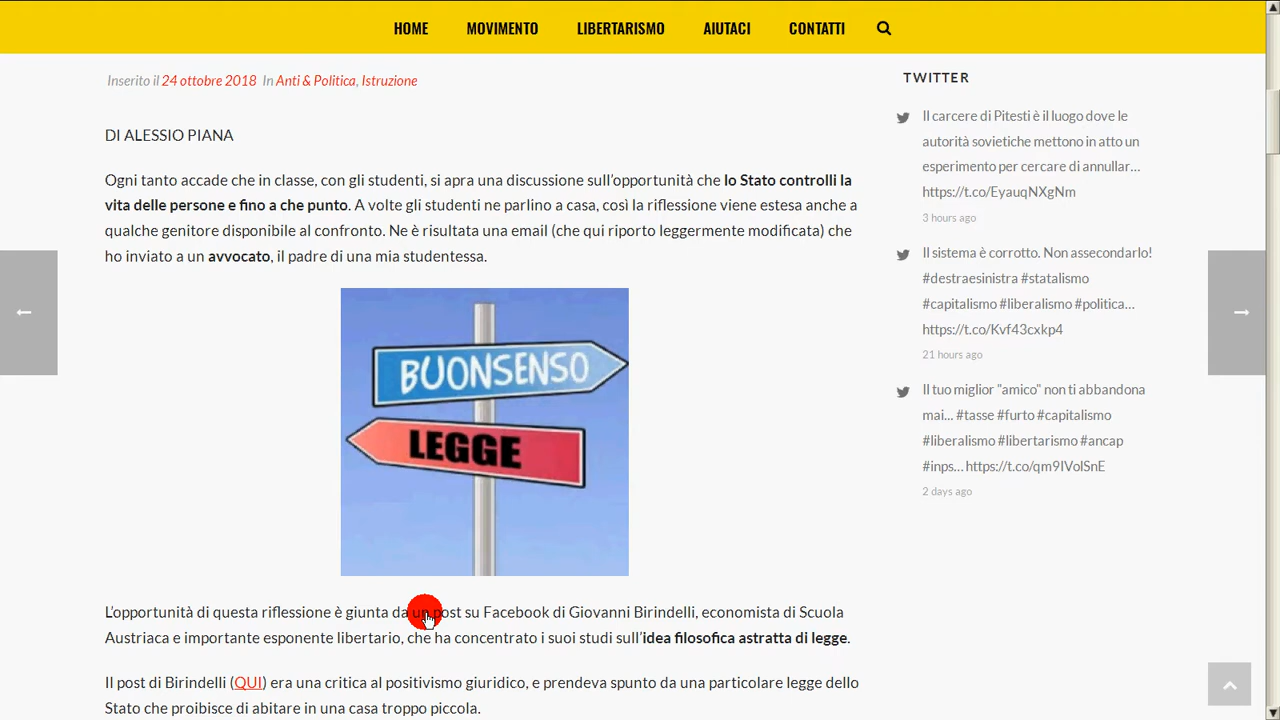 HOME MOVIMENTO LIBERTARISMO AIUTACI CONTATTI
Inserito il 24 ottobre 2018 In Anti & Politica, Istruzione
DI ALESSIO PIANA
Ogni tanto accade che in classe, con gli studenti, si apra una discussione sull'opportunità che lo Stato controlli la
vita delle persone e fino a che punto. A volte gli studenti ne parlino a casa, così la riflessione viene estesa anche a
qualche genitore disponibile al confronto. Ne è risultata una email (che qui riporto leggermente modificata) che
ho inviato a un avvocato, il padre di una mia studentessa.
BUONSENSO
LEGGE
L'opportunità di questa riflessione è giunta da un post su Facebook di Giovanni Birindelli, economista di Scuola
Austriaca e importante esponente libertario, che ha concentrato i suoi studi sull'idea filosofica astratta di legge.
Il post di Birindelli (QUI) era una critica al positivismo giuridico, e prendeva spunto da una particolare legge dello
Stato che proibisce di abitare in una casa troppo piccola.
TWITTER
Il carcere di Pitesti è il luogo dove le
autorità sovietiche mettono in atto un
esperimento per cercare di annullar…
https://t.co/EyauqNXgNm
3 hours ago
Il sistema è corrotto. Non assecondarlo!
#destraesinistra #statalismo
#capitalismo #liberalismo #politica…
https://t.co/Kvf43cxkp4
21 hours ago
Il tuo miglior "amico" non ti abbandona
mai... #tasse #furto #capitalismo
#liberalismo #libertarismo #ancap
#inps… https://t.co/qm9IVolSnE
2 days ago